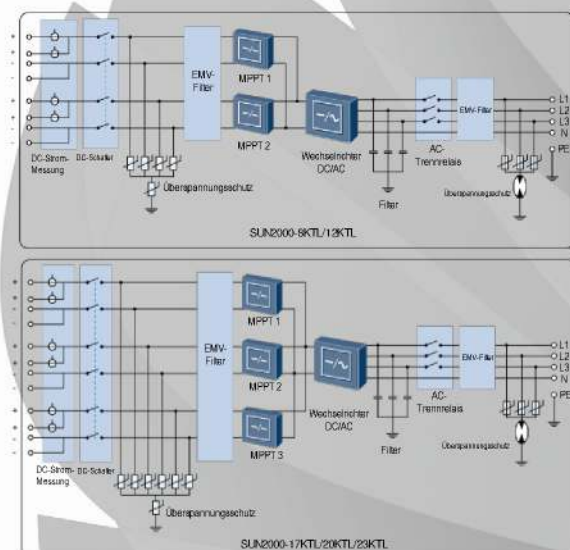 +
+
-
-
+
+
-
-
DC-Strom-
Messung
DC-Schalter
EMV-
Filter
MPPT 1
MPPT 2
Überspannungsschutz
Wechselrichter
DC/AC
Filter
AC-
Trennrelais
EMV-Filter
L1
L2
L3
N
PE
Überspannungsschutz
SUN2000-8KTL/12KTL
+
+
-
-
+
+
-
-
+
+
-
-
DC-Strom-
Messung
DC-Schalter
EMV-
Filter
MPPT 1
MPPT 2
MPPT 3
Überspannungsschutz
Wechselrichter
DC/AC
Filter
AC-
Trennrelais
EMV-Filter
L1
L2
L3
N
PE
Überspannungsschutz
SUN2000-17KTL/20KTL/23KTL